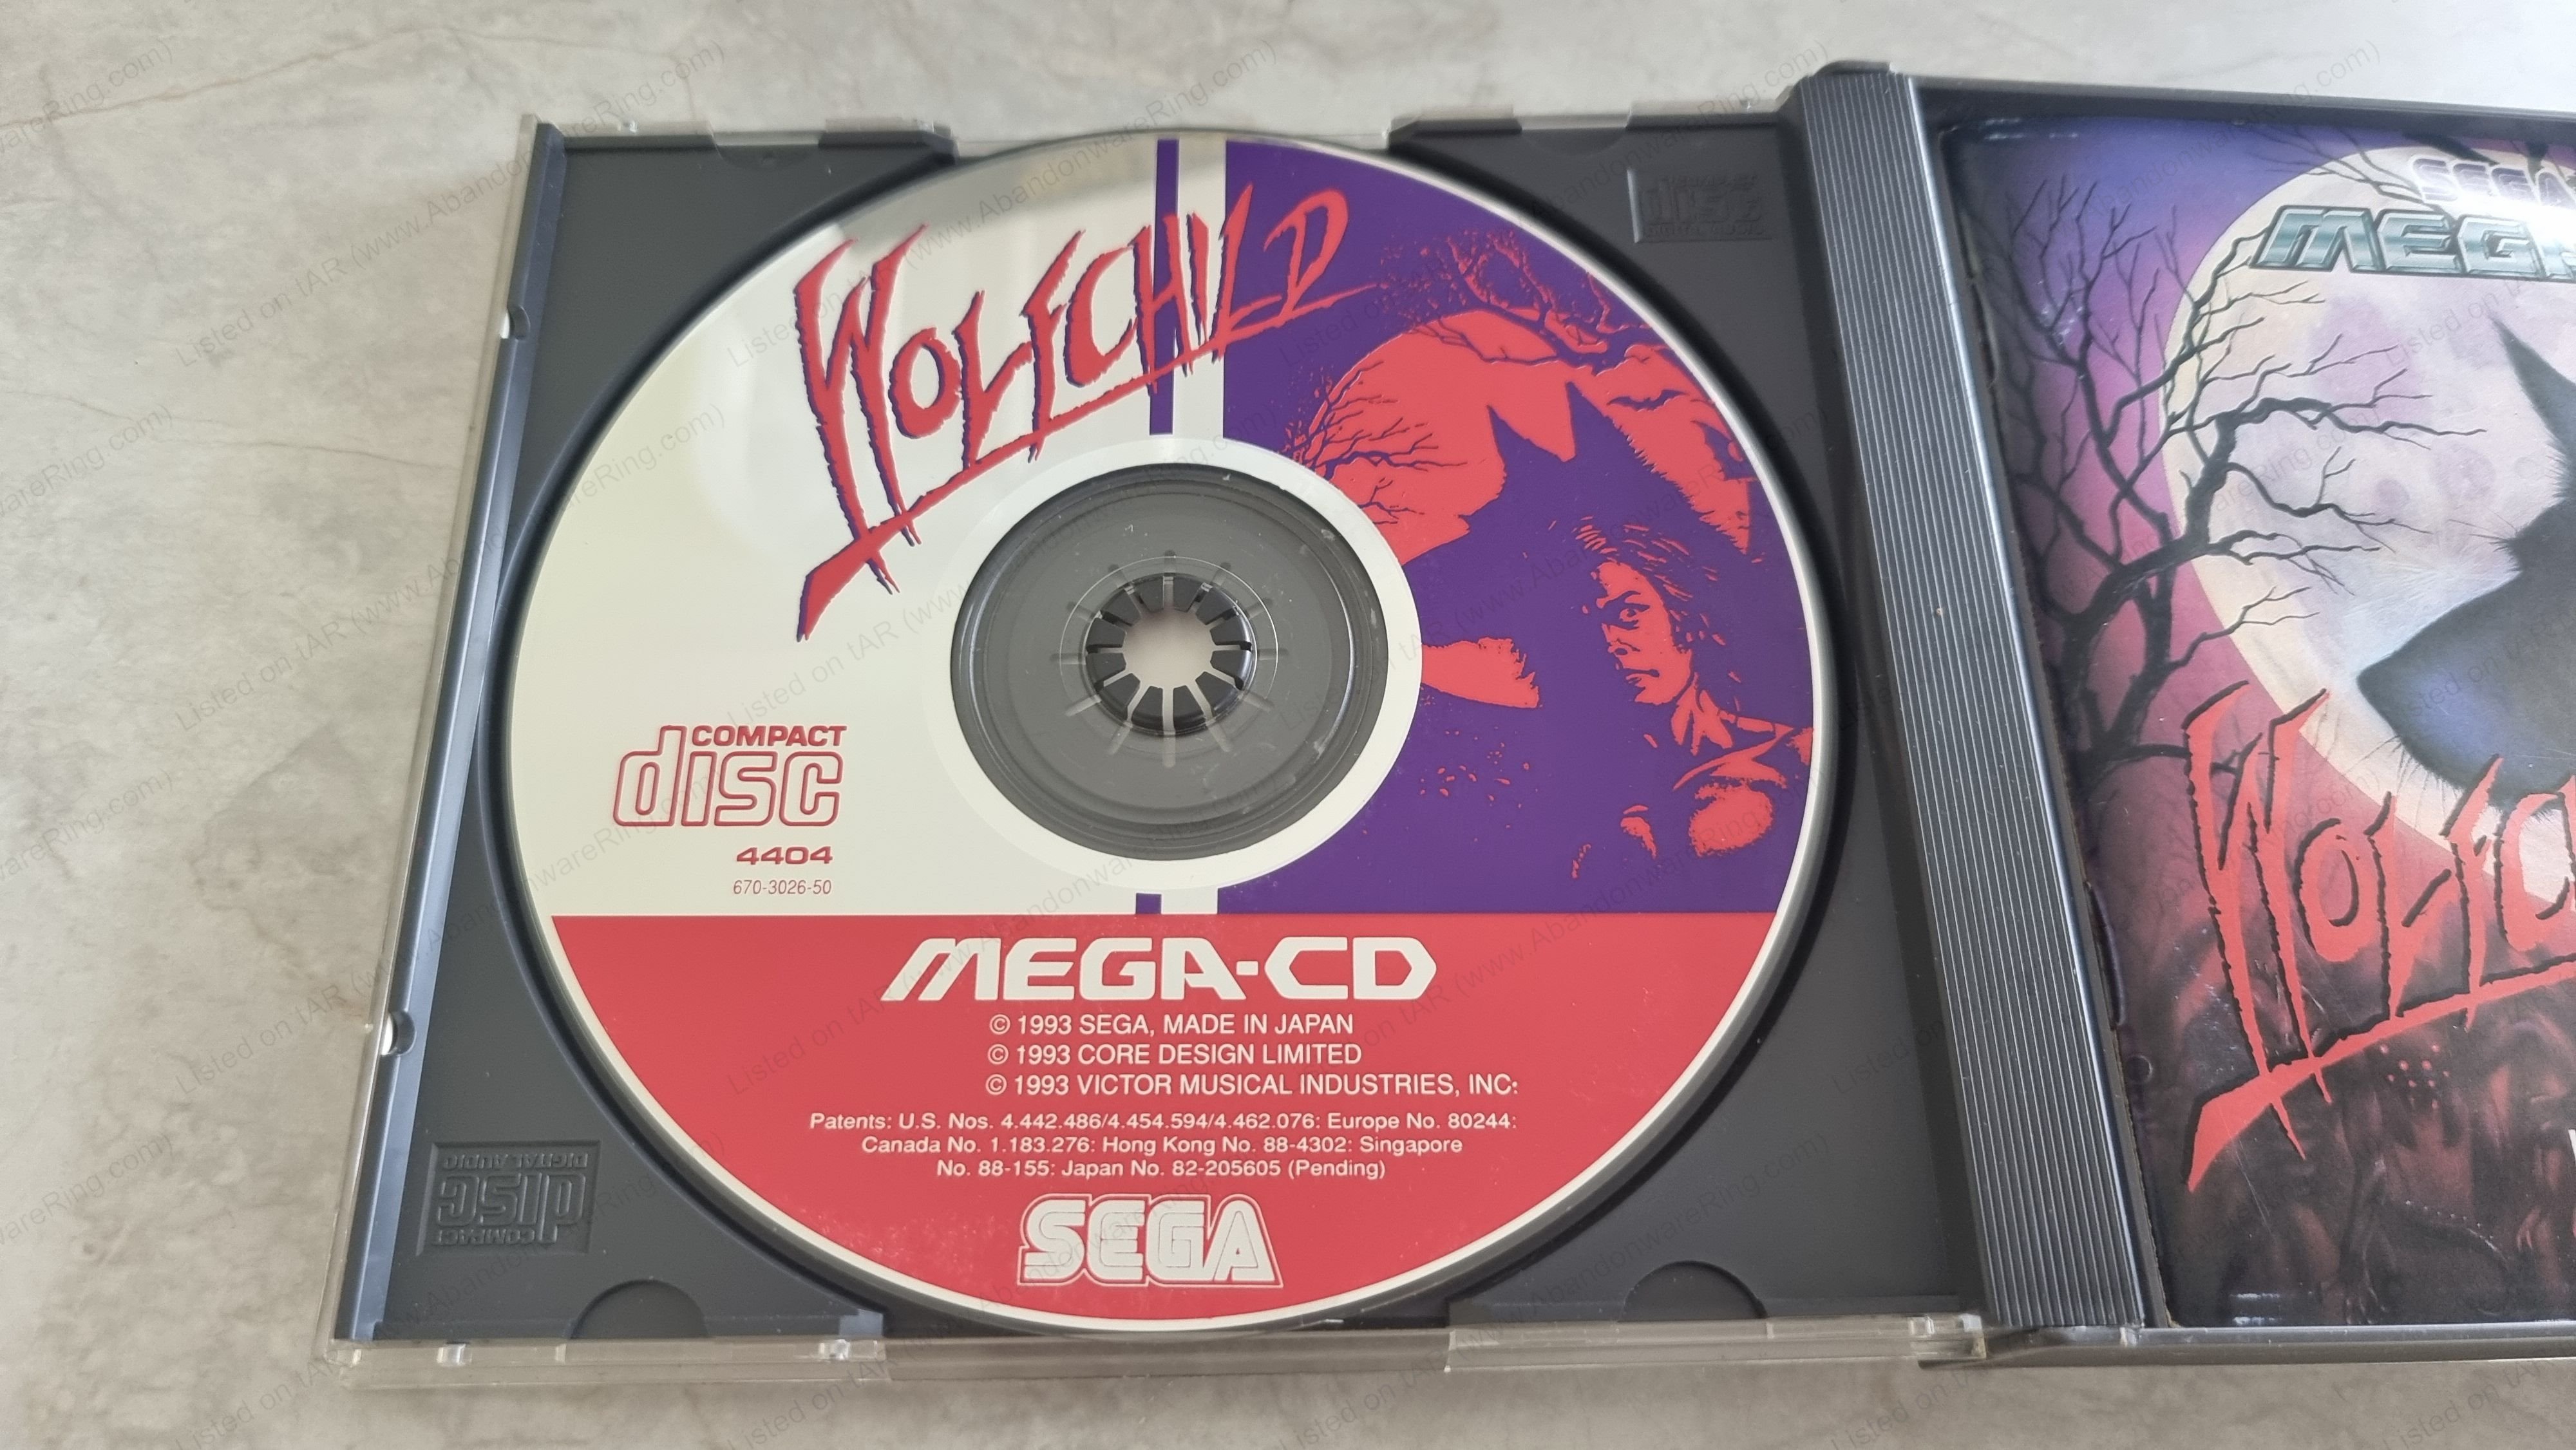 WOLFCHILD
COMPACT
disc
4404
670-3026-50
MEGA-CD
© 1993 SEGA, MADE IN JAPAN
© 1993 CORE DESIGN LIMITED
© 1993 VICTOR MUSICAL INDUSTRIES, INC:
Patents: U.S. Nos. 4.442.486/4.454.594/4.462.076: Europe No. 80244:
Canada No. 1.183.276: Hong Kong No. 88-4302: Singapore
No. 88-155: Japan No. 82-205605 (Pending)
SEGA
COMPACT
disc
DIGITAL AUDIO
SEGA
MEGA
WOLFC
Listed on tAR (www.AbandonwareRing.com)